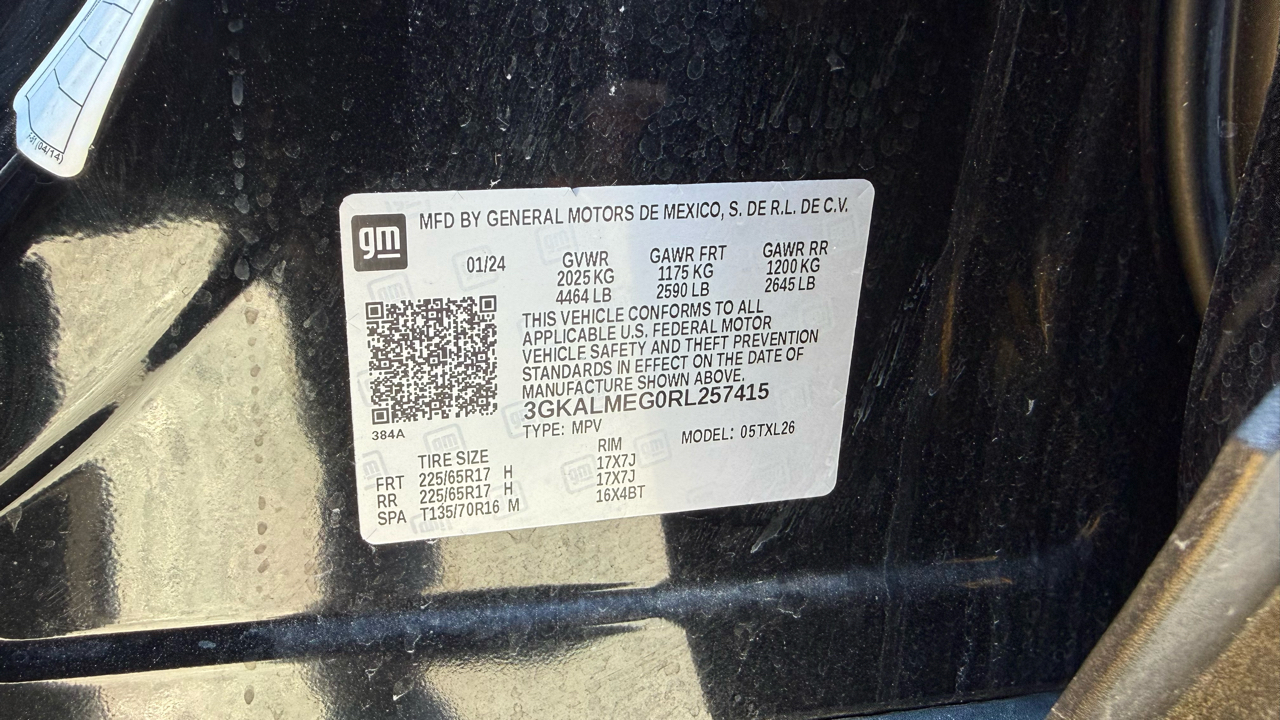 F-91 (04/14)
gm
MFD BY GENERAL MOTORS DE MEXICO, S. DE R.L. DE C.V.
01/24 GVWR GAWR FRT GAWR RR
2025 KG 1175 KG 1200 KG
4464 LB 2590 LB 2645 LB
THIS VEHICLE CONFORMS TO ALL
APPLICABLE U.S. FEDERAL MOTOR
VEHICLE SAFETY AND THEFT PREVENTION
STANDARDS IN EFFECT ON THE DATE OF
MANUFACTURE SHOWN ABOVE.
3GKALMEG0RL257415
384A
TYPE: MPV MODEL: 05TXL26
TIRE SIZE RIM
FRT 225/65R17 H 17X7J
RR 225/65R17 H 17X7J
SPA T135/70R16 M 16X4BT